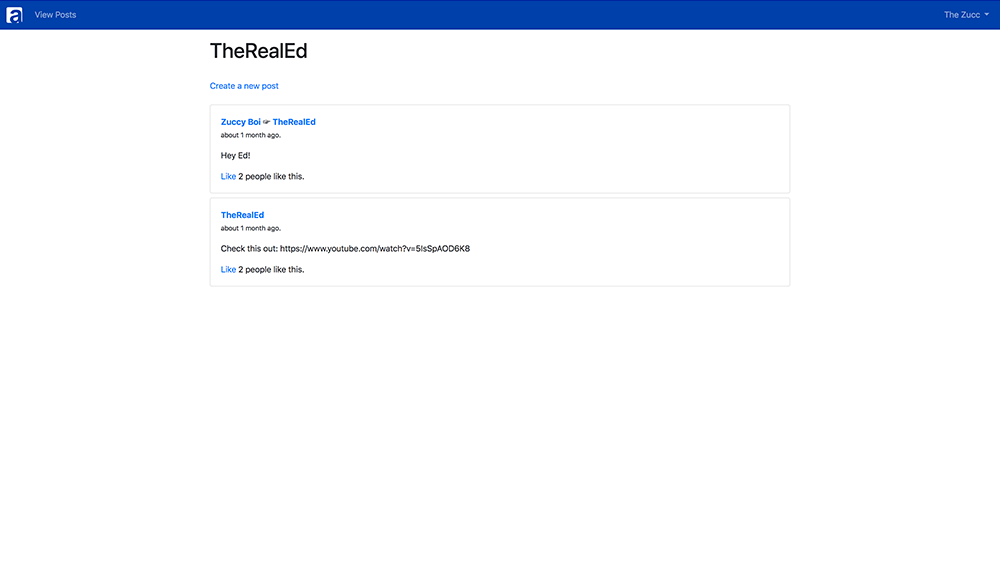 a View Posts The Zucc
TheRealEd
Create a new post
Zuccy Boi ☞ TheRealEd
about 1 month ago.
Hey Ed!
Like 2 people like this.
TheRealEd
about 1 month ago.
Check this out: https://www.youtube.com/watch?v=5IsSpAOD6K8
Like 2 people like this.